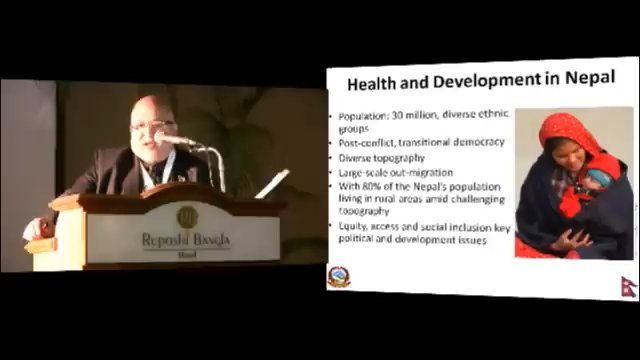 Ruposhi Bangla
Hotel
Health and Development in Nepal
• Population: 30 million, diverse ethnic
groups
• Post-conflict, transitional democracy
• Diverse topography
• Large-scale out-migration
• With 80% of the Nepal's population
living in rural areas amid challenging
topography
• Equity, access and social inclusion key
political and development issues